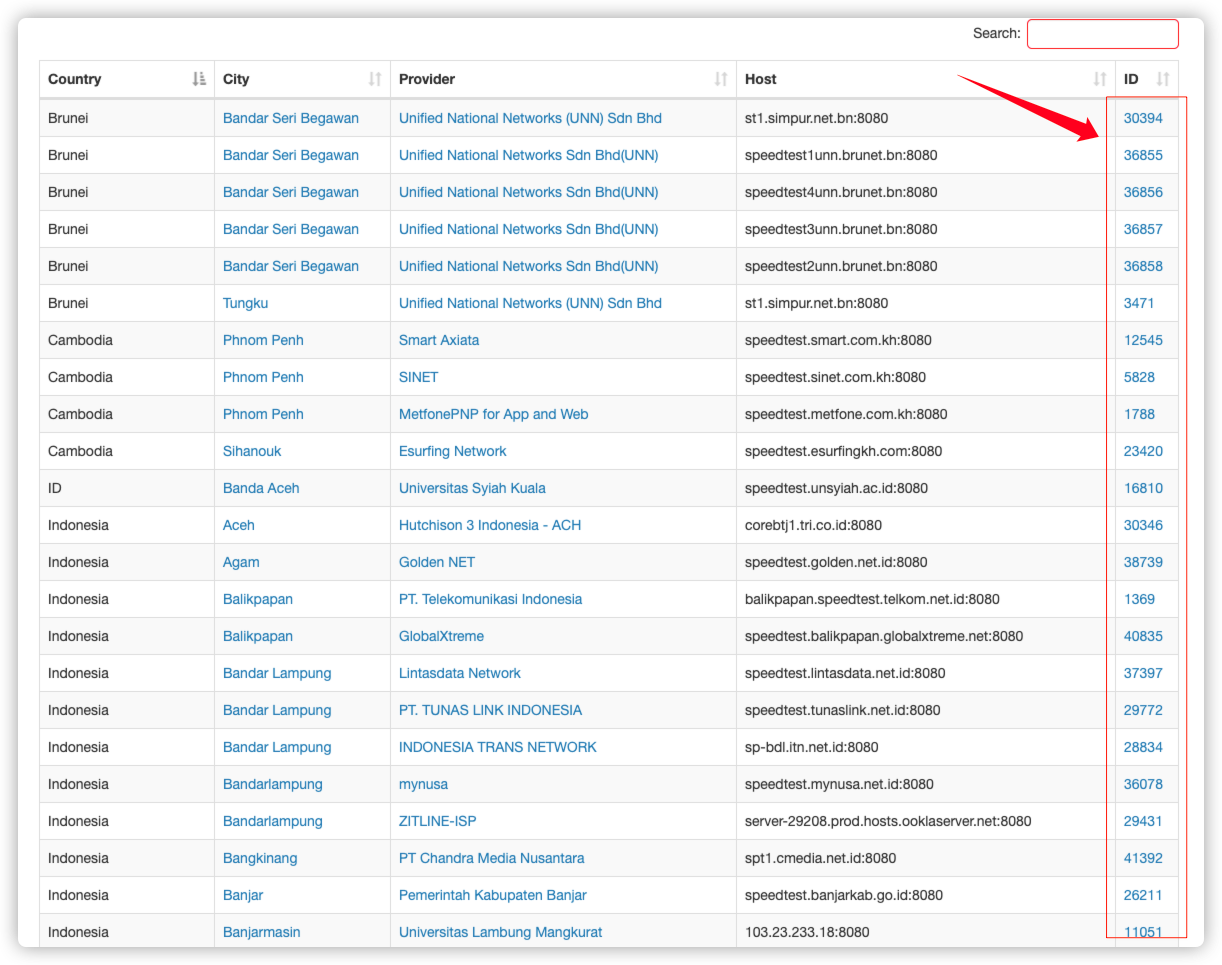 Search:
Country City Provider Host ID
Brunei Bandar Seri Begawan Unified National Networks (UNN) Sdn Bhd st1.simpur.net.bn:8080 30394
Brunei Bandar Seri Begawan Unified National Networks Sdn Bhd(UNN) speedtest1unn.brunet.bn:8080 36855
Brunei Bandar Seri Begawan Unified National Networks Sdn Bhd(UNN) speedtest4unn.brunet.bn:8080 36856
Brunei Bandar Seri Begawan Unified National Networks Sdn Bhd(UNN) speedtest3unn.brunet.bn:8080 36857
Brunei Bandar Seri Begawan Unified National Networks Sdn Bhd(UNN) speedtest2unn.brunet.bn:8080 36858
Brunei Tungku Unified National Networks (UNN) Sdn Bhd st1.simpur.net.bn:8080 3471
Cambodia Phnom Penh Smart Axiata speedtest.smart.com.kh:8080 12545
Cambodia Phnom Penh SINET speedtest.sinet.com.kh:8080 5828
Cambodia Phnom Penh MetfonePNP for App and Web speedtest.metfone.com.kh:8080 1788
Cambodia Sihanouk Esurfing Network speedtest.esurfingkh.com:8080 23420
ID Banda Aceh Universitas Syiah Kuala speedtest.unsyiah.ac.id:8080 16810
Indonesia Aceh Hutchison 3 Indonesia - ACH corebtj1.tri.co.id:8080 30346
Indonesia Agam Golden NET speedtest.golden.net.id:8080 38739
Indonesia Balikpapan PT. Telekomunikasi Indonesia balikpapan.speedtest.telkom.net.id:8080 1369
Indonesia Balikpapan GlobalXtreme speedtest.balikpapan.globalxtreme.net:8080 40835
Indonesia Bandar Lampung Lintasdata Network speedtest.lintasdata.net.id:8080 37397
Indonesia Bandar Lampung PT. TUNAS LINK INDONESIA speedtest.tunaslink.net.id:8080 29772
Indonesia Bandar Lampung INDONESIA TRANS NETWORK sp-bdl.itn.net.id:8080 28834
Indonesia Bandarlampung mynusa speedtest.mynusa.net.id:8080 36078
Indonesia Bandarlampung ZITLINE-ISP server-29208.prod.hosts.ooklaserver.net:8080 29431
Indonesia Bangkinang PT Chandra Media Nusantara spt1.cmedia.net.id:8080 41392
Indonesia Banjar Pemerintah Kabupaten Banjar speedtest.banjarkab.go.id:8080 26211
Indonesia Banjarmasin Universitas Lambung Mangkurat 103.23.233.18:8080 11051